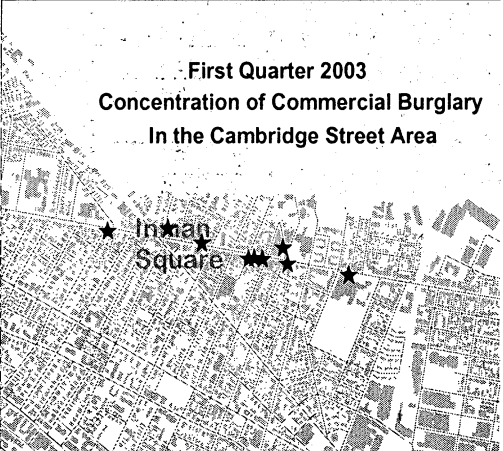 First Quarter 2003
Concentration of Commercial Burglary
In the Cambridge Street Area
Inman
Square